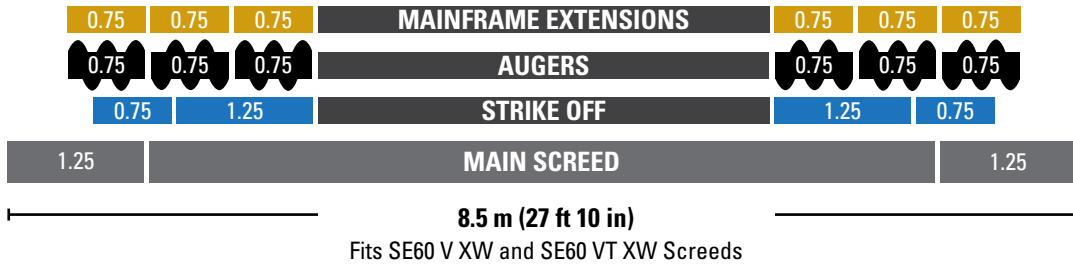 0.75 0.75 0.75 MAINFRAME EXTENSIONS 0.75 0.75 0.75
0.75 0.75 0.75 AUGERS 0.75 0.75 0.75
0.75 1.25 STRIKE OFF 1.25 0.75
1.25 MAIN SCREED 1.25
8.5 m (27 ft 10 in)
Fits SE60 V XW and SE60 VT XW Screeds